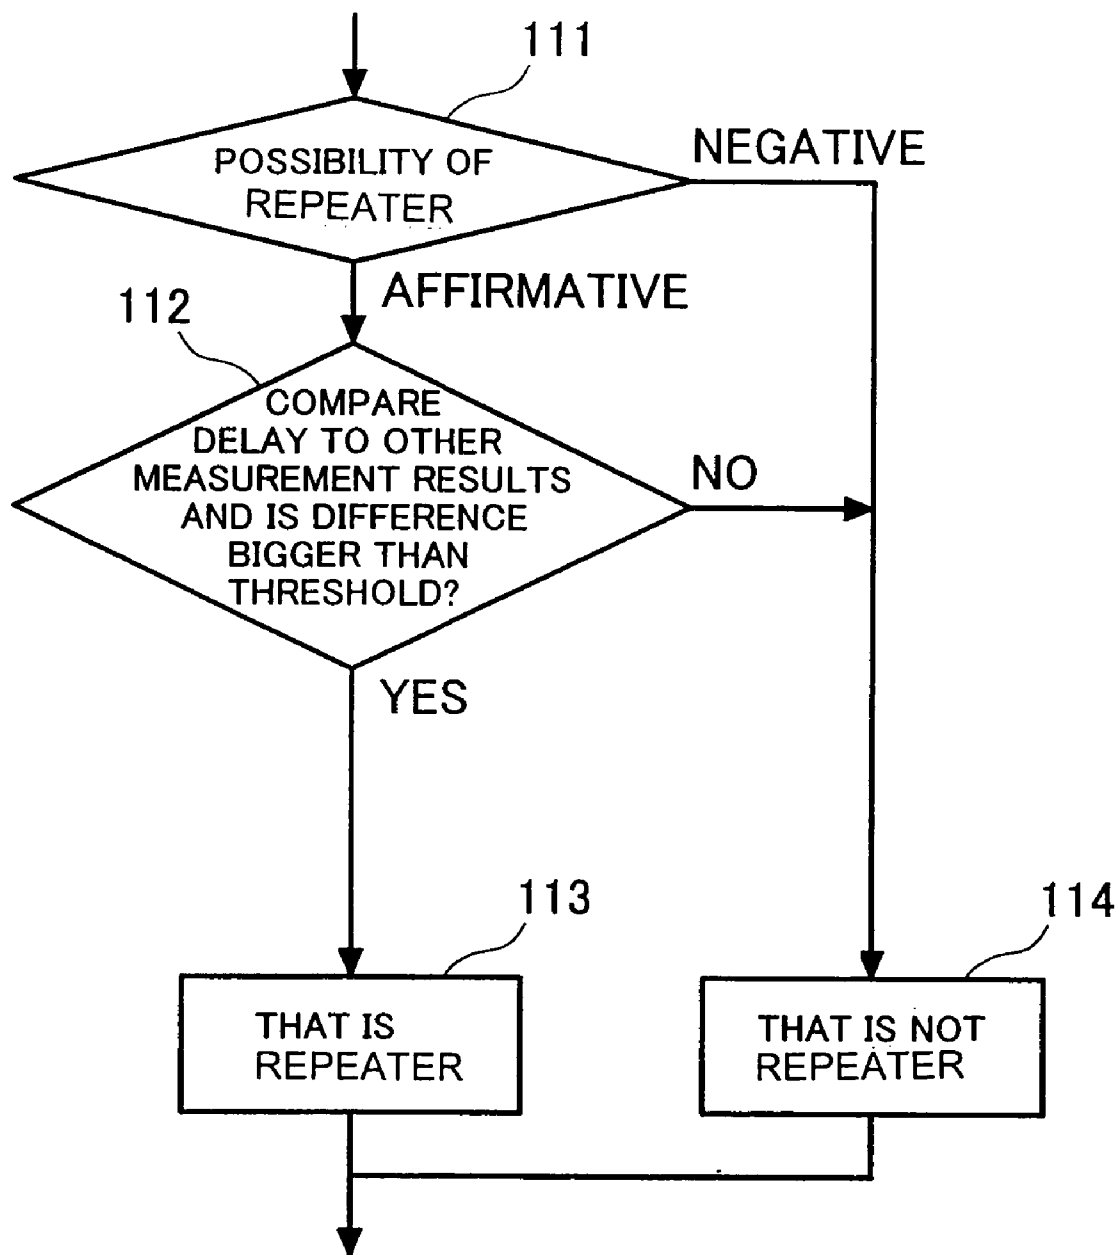 111
POSSIBILITY OF
REPEATER
NEGATIVE
AFFIRMATIVE
112
COMPARE
DELAY TO OTHER
MEASUREMENT RESULTS
AND IS DIFFERENCE
BIGGER THAN
THRESHOLD?
NO
YES
113
THAT IS
REPEATER
114
THAT IS NOT
REPEATER